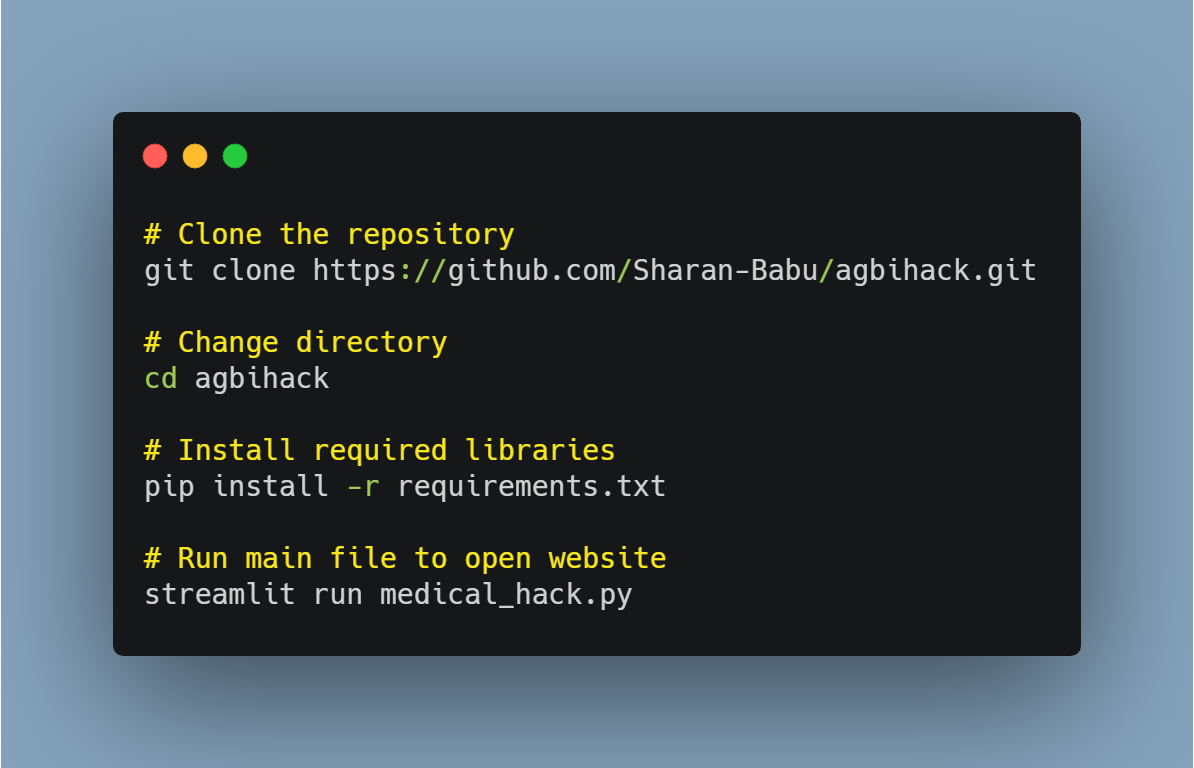 # Clone the repository
git clone https://github.com/Sharan-Babu/agbihack.git
# Change directory
cd agbihack
# Install required libraries
pip install -r requirements.txt
# Run main file to open website
streamlit run medical_hack.py